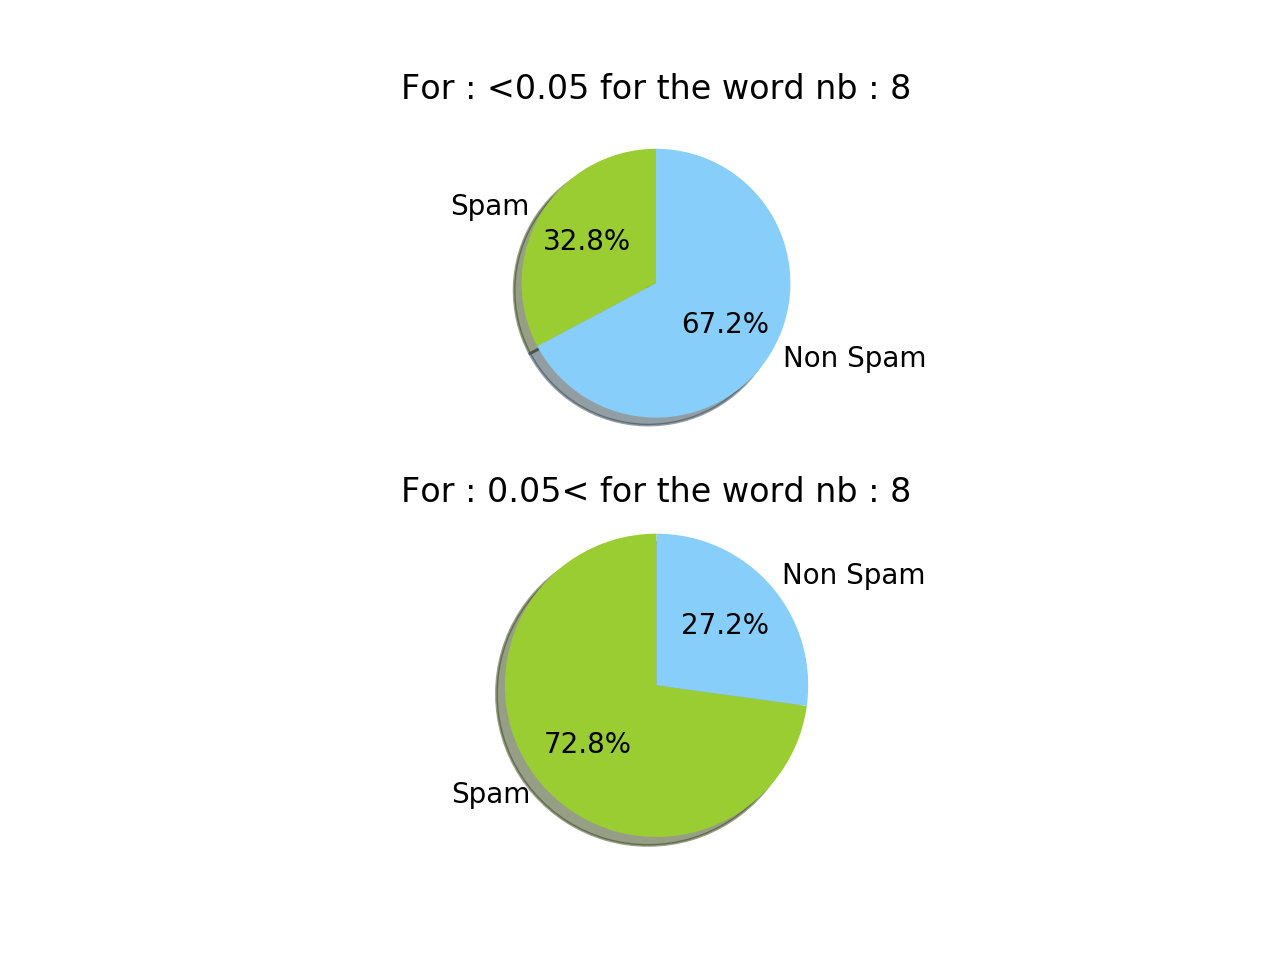 For : <0.05 for the word nb : 8
Spam
32.8%
67.2%
Non Spam
For : 0.05< for the word nb : 8
Non Spam
27.2%
72.8%
Spam